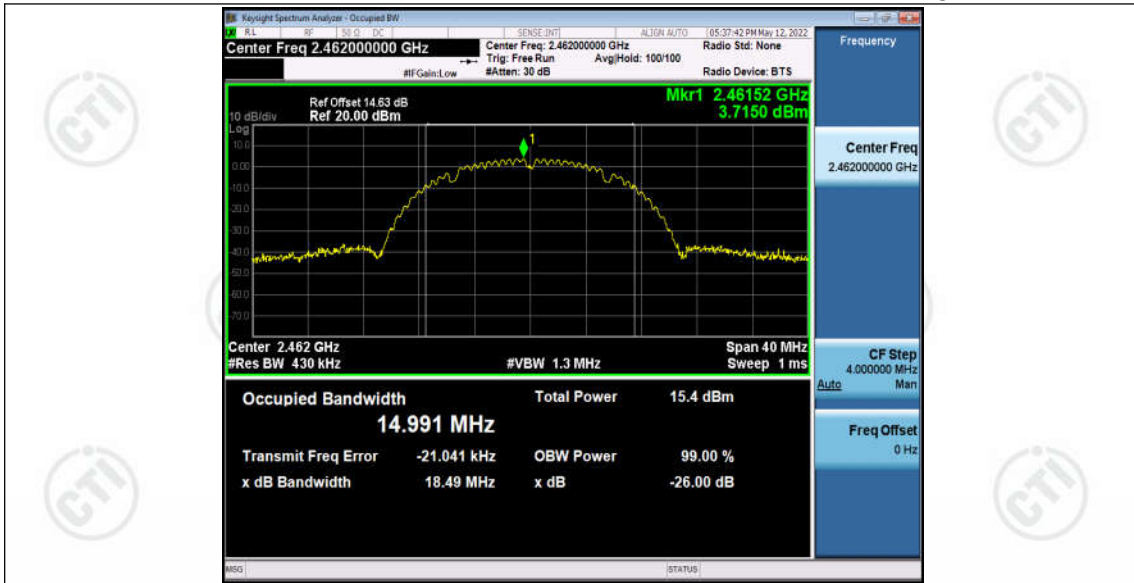 Keysight Spectrum Analyzer - Occupied BW
RL RF 50 Ω DC SENSE:INT ALIGN AUTO 05:37:42 PM May 12, 2022
Center Freq 2.462000000 GHz
Center Freq: 2.462000000 GHz Radio Std: None
Trig: Free Run Avg|Hold: 100/100
#IFGain:Low #Atten: 30 dB Radio Device: BTS
Frequency
Ref Offset 14.63 dB Mkr1 2.46152 GHz
10 dB/div Ref 20.00 dBm 3.7150 dBm
Log
10.0
0.00
-10.0
-20.0
-30.0
-40.0
-50.0
-60.0
-70.0
1
Center 2.462 GHz Span 40 MHz
#Res BW 430 kHz #VBW 1.3 MHz Sweep 1 ms
Occupied Bandwidth Total Power 15.4 dBm
14.991 MHz
Transmit Freq Error -21.041 kHz OBW Power 99.00 %
x dB Bandwidth 18.49 MHz x dB -26.00 dB
Center Freq
2.462000000 GHz
CF Step
4.000000 MHz
Auto Man
Freq Offset
0 Hz
MSG STATUS
CTI
CTI
CTI
CTI